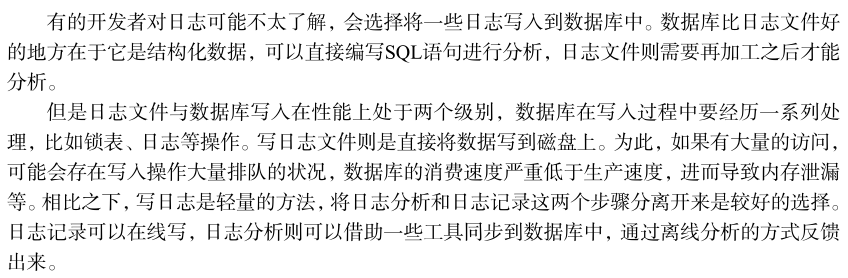 有的开发者对日志可能不太了解，会选择将一些日志写入到数据库中。数据库比日志文件好
的地方在于它是结构化数据，可以直接编写SQL语句进行分析，日志文件则需要再加工之后才能
分析。
但是日志文件与数据库写入在性能上处于两个级别，数据库在写入过程中要经历一系列处
理，比如锁表、日志等操作。写日志文件则是直接将数据写到磁盘上。为此，如果有大量的访问，
可能会存在写入操作大量排队的状况，数据库的消费速度严重低于生产速度，进而导致内存泄漏
等。相比之下，写日志是轻量的方法，将日志分析和日志记录这两个步骤分离开来是较好的选择。
日志记录可以在线写，日志分析则可以借助一些工具同步到数据库中，通过离线分析的方式反馈
出来。